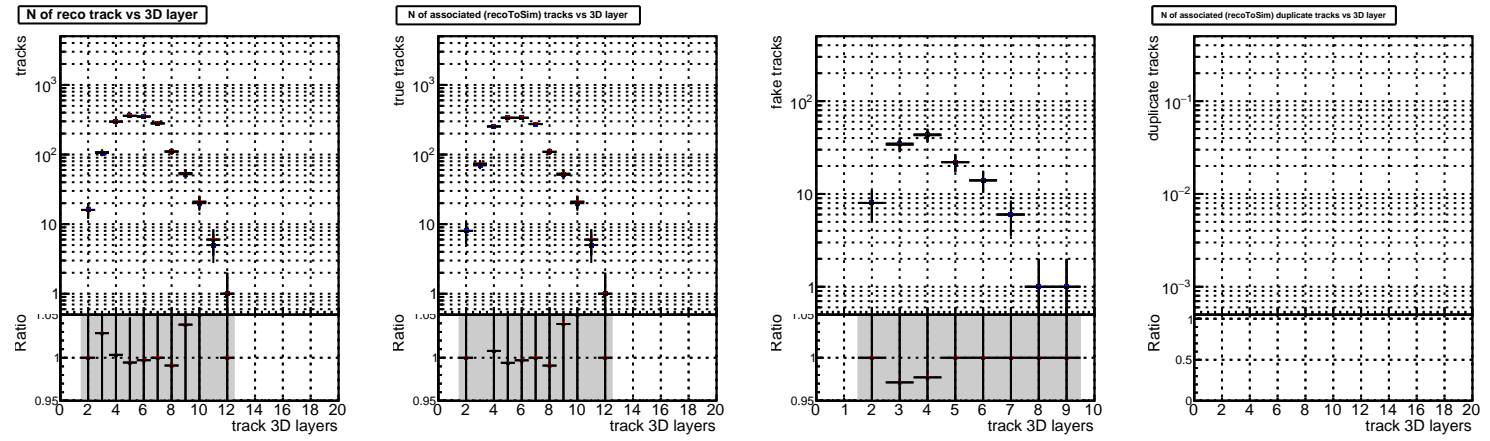 N of reco track vs 3D layer
tracks
10³
10²
10
1
Ratio
1.05
1
0.95
0 2 4 6 8 10 12 14 16 18 20
track 3D layers
N of associated (recoToSim) tracks vs 3D layer
true tracks
10³
10²
10
1
Ratio
1.05
1
0.95
0 2 4 6 8 10 12 14 16 18 20
track 3D layers
fake tracks
10²
10
1
Ratio
1.05
1
0.95
0 1 2 3 4 5 6 7 8 9 10
track 3D layers
N of associated (recoToSim) duplicate tracks vs 3D layer
duplicate tracks
10⁻¹
10⁻²
10⁻³
Ratio
1
0.5
0
0 2 4 6 8 10 12 14 16 18 20
track 3D layers